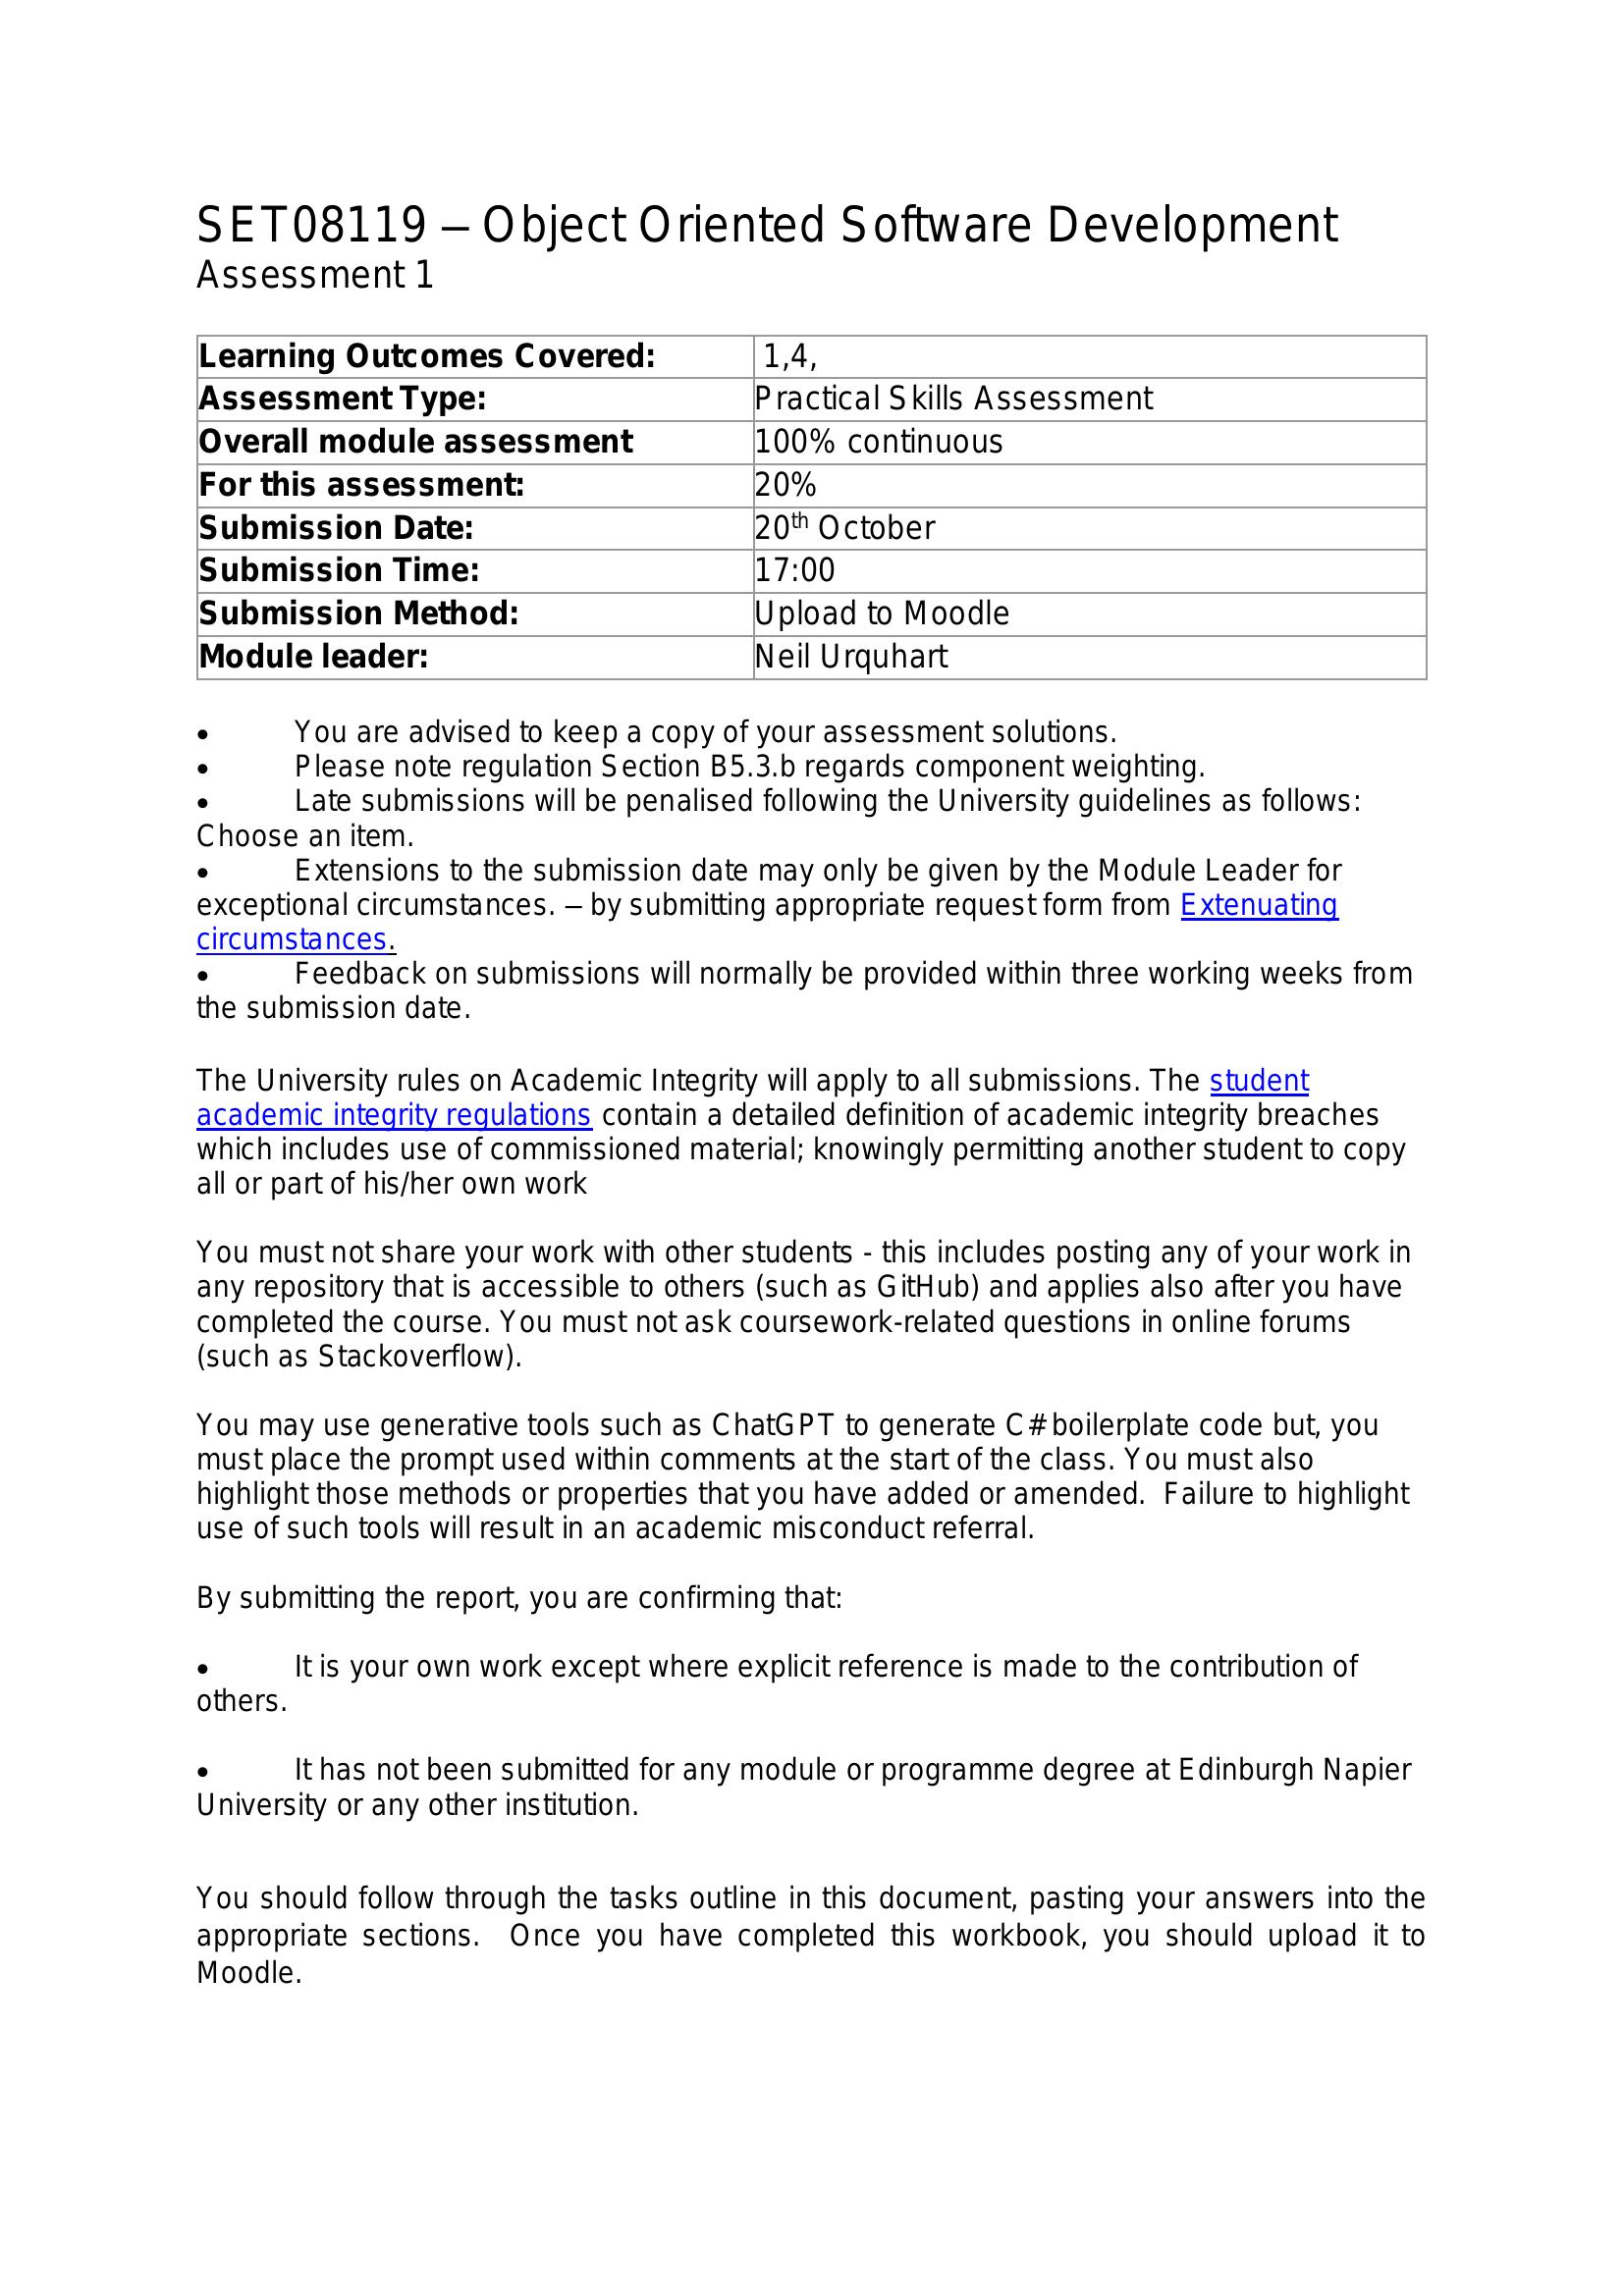 SET08119 – Object Oriented Software Development
Assessment 1
Learning Outcomes Covered: 1,4,
Assessment Type: Practical Skills Assessment
Overall module assessment 100% continuous
For this assessment: 20%
Submission Date: 20th October
Submission Time: 17:00
Submission Method: Upload to Moodle
Module leader: Neil Urquhart
• You are advised to keep a copy of your assessment solutions.
• Please note regulation Section B5.3.b regards component weighting.
• Late submissions will be penalised following the University guidelines as follows:
Choose an item.
• Extensions to the submission date may only be given by the Module Leader for
exceptional circumstances. – by submitting appropriate request form from Extenuating
circumstances.
• Feedback on submissions will normally be provided within three working weeks from
the submission date.
The University rules on Academic Integrity will apply to all submissions. The student
academic integrity regulations contain a detailed definition of academic integrity breaches
which includes use of commissioned material; knowingly permitting another student to copy
all or part of his/her own work
You must not share your work with other students - this includes posting any of your work in
any repository that is accessible to others (such as GitHub) and applies also after you have
completed the course. You must not ask coursework-related questions in online forums
(such as Stackoverflow).
You may use generative tools such as ChatGPT to generate C# boilerplate code but, you
must place the prompt used within comments at the start of the class. You must also
highlight those methods or properties that you have added or amended. Failure to highlight
use of such tools will result in an academic misconduct referral.
By submitting the report, you are confirming that:
• It is your own work except where explicit reference is made to the contribution of
others.
• It has not been submitted for any module or programme degree at Edinburgh Napier
University or any other institution.
You should follow through the tasks outline in this document, pasting your answers into the
appropriate sections. Once you have completed this workbook, you should upload it to
Moodle.